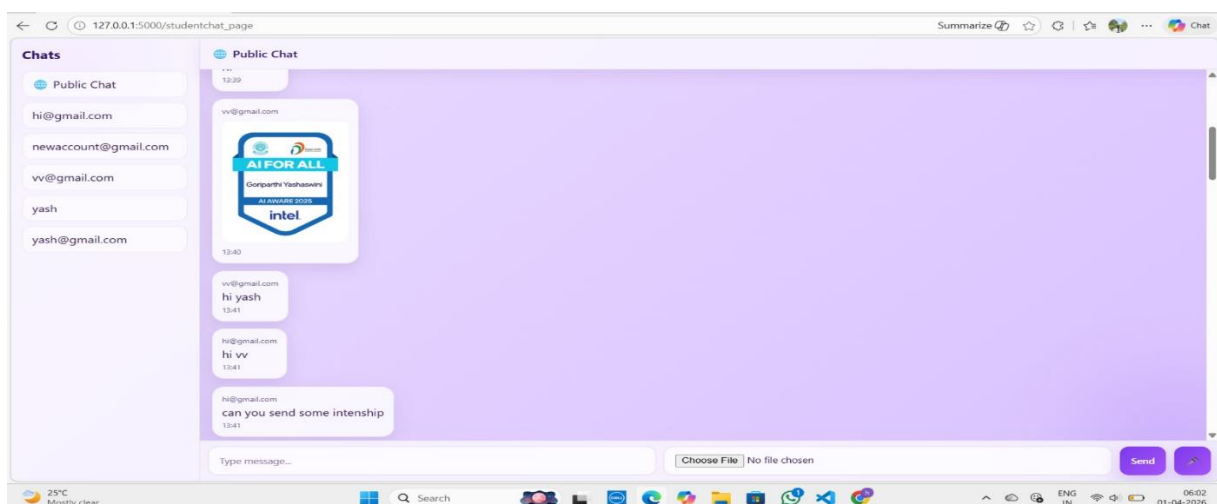 127.0.0.1:5000/studentchat_page
Summarize
Chat
Chats
Public Chat
hi@gmail.com
newaccount@gmail.com
vv@gmail.com
yash
yash@gmail.com
Public Chat
12:39
vv@gmail.com
AI FOR ALL
Goriparthi Yashaswini
AI AWARE 2025
intel.
13:40
vv@gmail.com
hi yash
13:41
hi@gmail.com
hi vv
13:41
hi@gmail.com
can you send some intenship
13:41
Type message...
Choose File No file chosen
Send
25°C
Mostly clear
Search
ENG
IN
06:02
01-04-2026